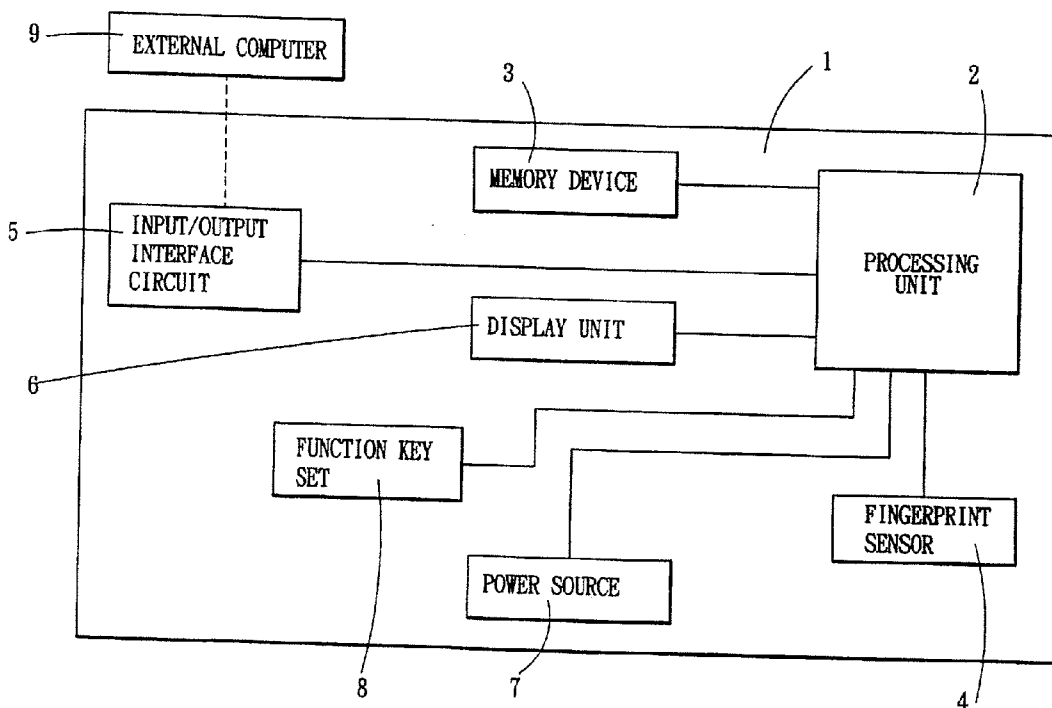 9
EXTERNAL COMPUTER
1
3
2
MEMORY DEVICE
5
INPUT/OUTPUT
INTERFACE
CIRCUIT
PROCESSING
UNIT
DISPLAY UNIT
6
FUNCTION KEY
SET
FINGERPRINT
SENSOR
POWER SOURCE
8
7
4